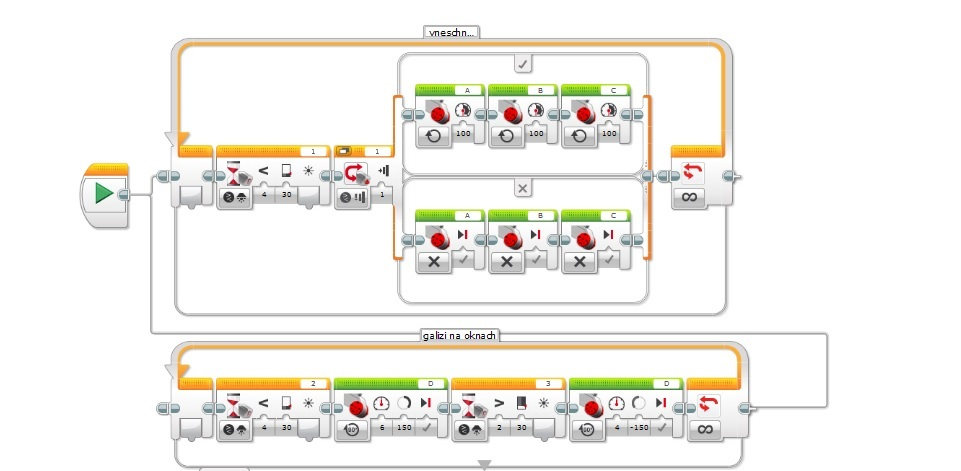 vneschn...
A B C
100 100 100
1 1
< 4 30 1
A B C
galizi na oknach
2 D 3 D
< > 
4 30 6 150 2 30 4 -150